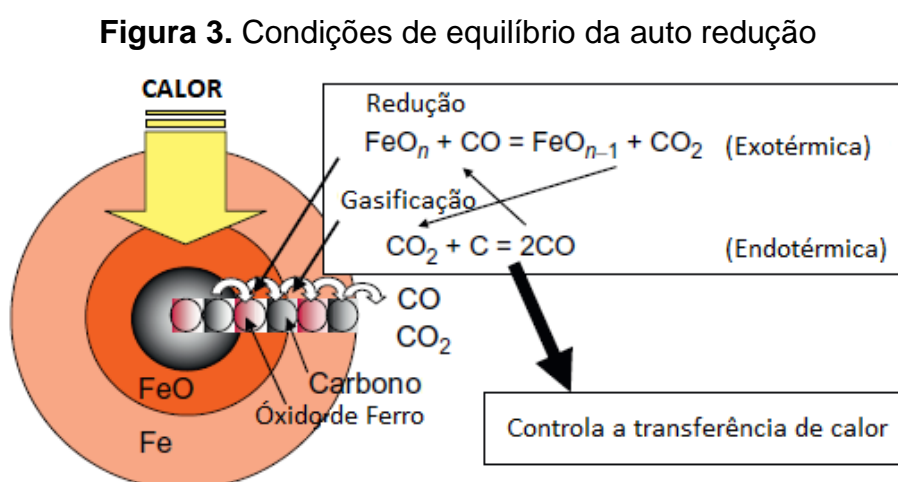 Figura 3. Condições de equilíbrio da auto redução
CALOR
Redução
FeOn + CO = FeOn–1 + CO2 (Exotérmica)
Gasificação
CO2 + C = 2CO (Endotérmica)
CO
CO2
FeO
Carbono
Óxido de Ferro
Fe
Controla a transferência de calor